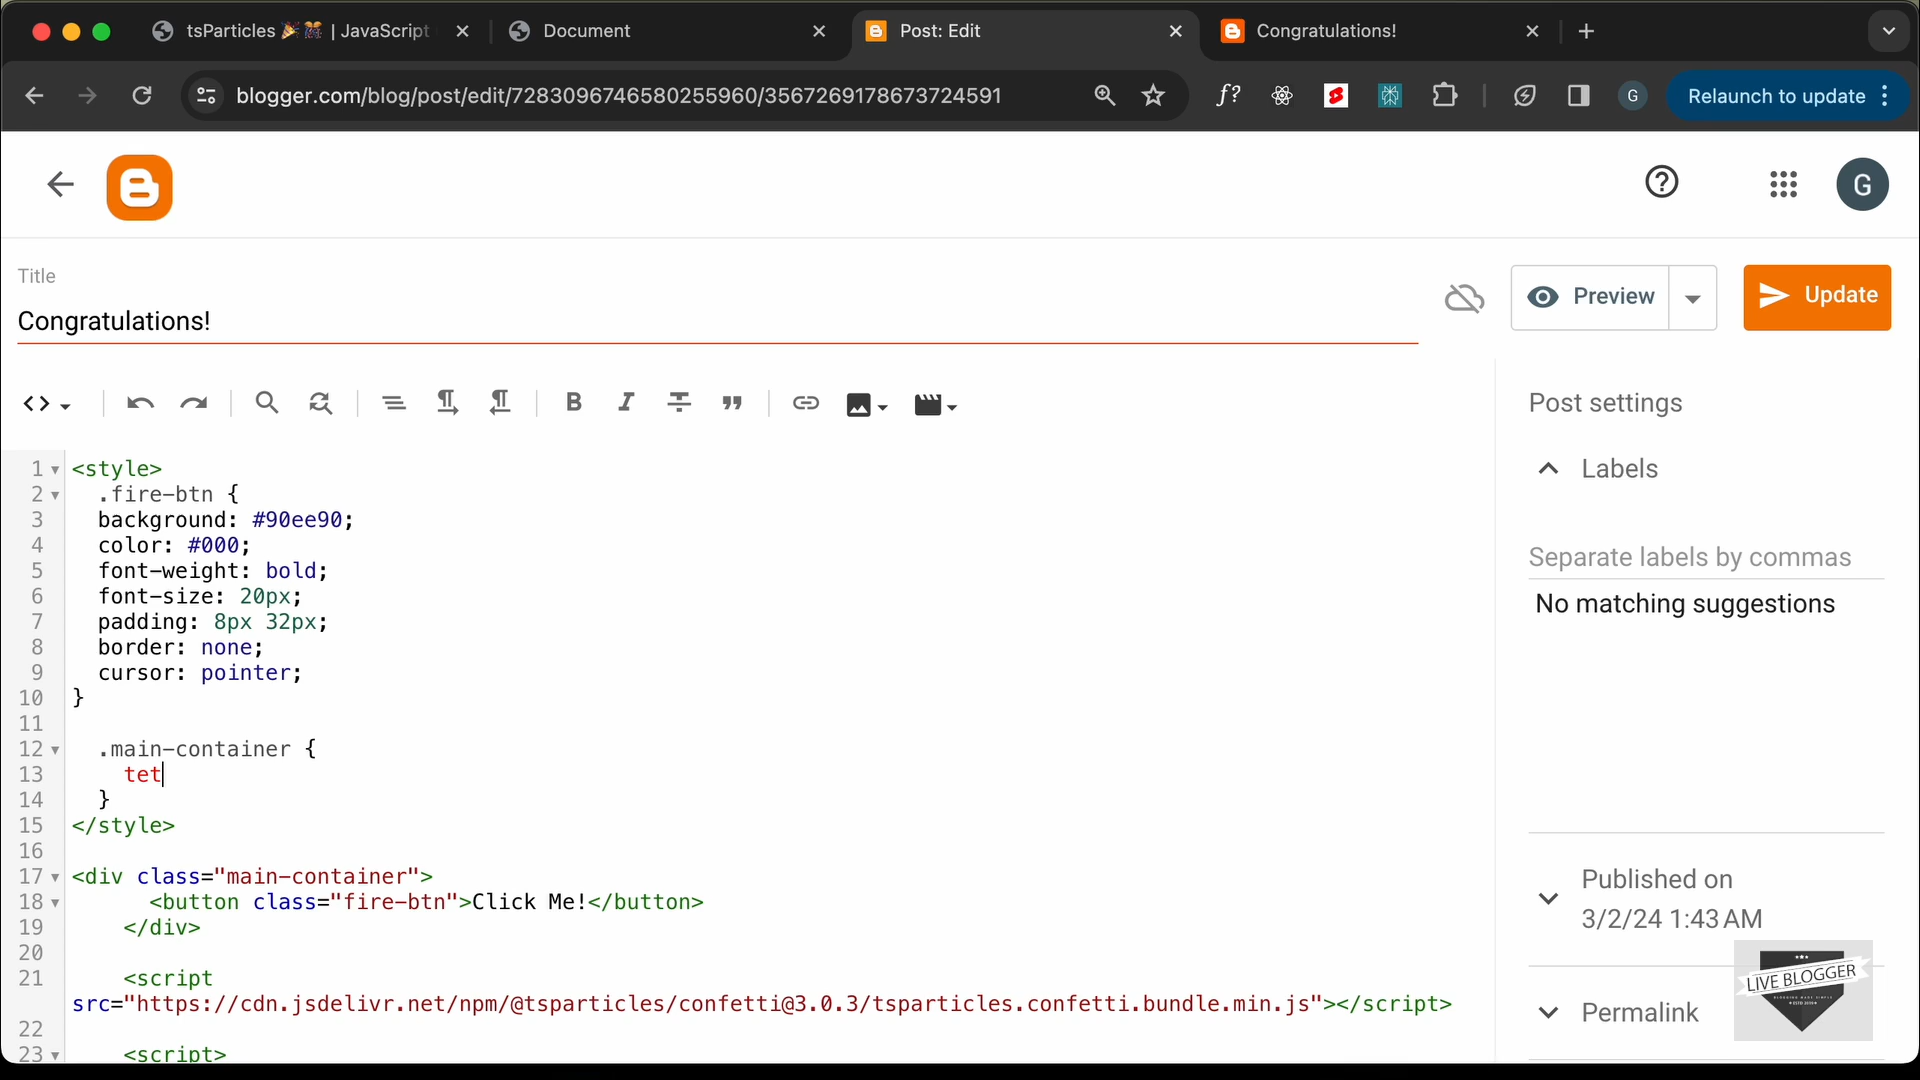 tsParticles 🎉🎊 | JavaScript
Document
Post: Edit
Congratulations!
blogger.com/blog/post/edit/7283096746580255960/3567269178673724591
f?
G
Relaunch to update
G
Title
Congratulations!
Preview
Update
Post settings
Labels
Separate labels by commas
No matching suggestions
Published on
3/2/24 1:43 AM
Permalink
1 <style>
2 .fire-btn {
3 background: #90ee90;
4 color: #000;
5 font-weight: bold;
6 font-size: 20px;
7 padding: 8px 32px;
8 border: none;
9 cursor: pointer;
10 }
11
12 .main-container {
13 tet
14 }
15 </style>
16
17 <div class="main-container">
18 <button class="fire-btn">Click Me!</button>
19 </div>
20
21 <script
src="https://cdn.jsdelivr.net/npm/@tsparticles/confetti@3.0.3/tsparticles.confetti.bundle.min.js"></script>
22
23 <script>
LIVE BLOGGER